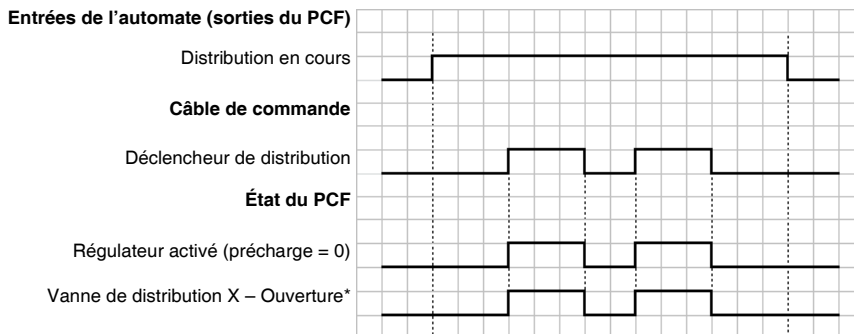 Entrées de l'automate (sorties du PCF)
Distribution en cours
Câble de commande
Déclencheur de distribution
État du PCF
Régulateur activé (précharge = 0)
Vanne de distribution X – Ouverture*